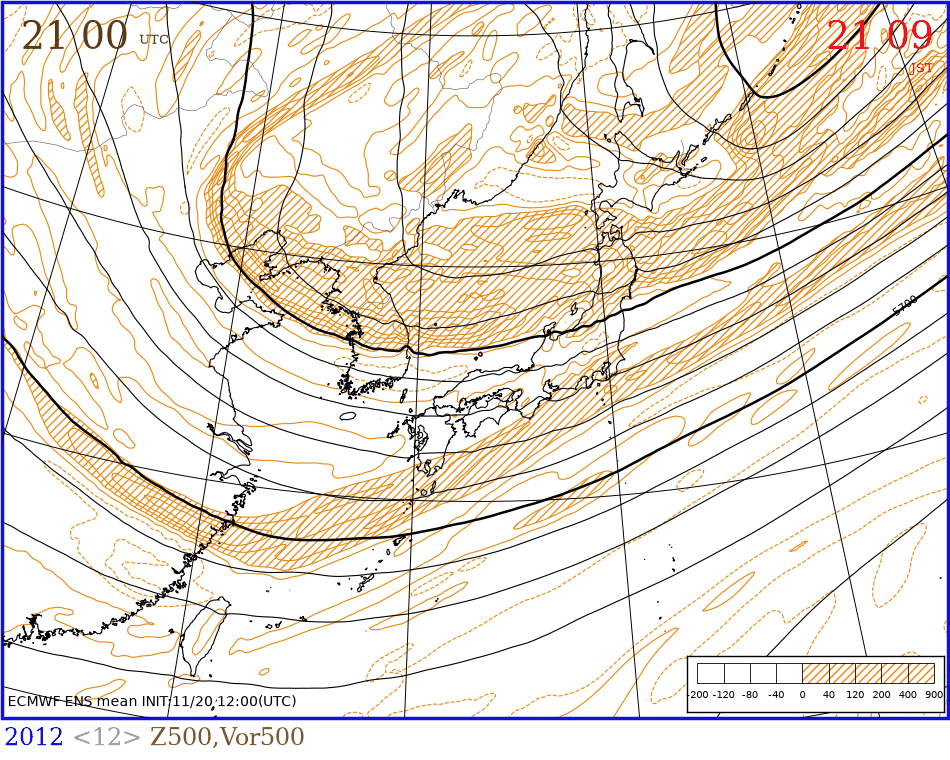 21 00 UTC
21 09
JST
5700
-200 -120 -80 -40 0 40 120 200 400 900
ECMWF ENS mean INIT:11/20 12:00(UTC)
2012 <12> Z500,Vor500